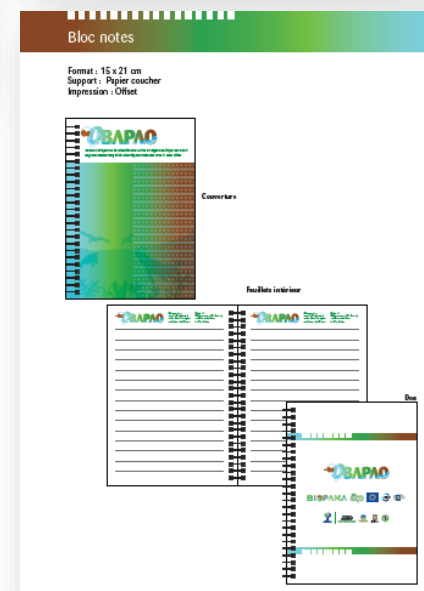 Bloc notes
Format : 15 x 21 cm
Support : Papier coucher
Impression : Offset
OBAPAO
Couverture
Feuillets intérieur
OBAPAO
OBAPAO
Dos
OBAPAO
BIOPAMA